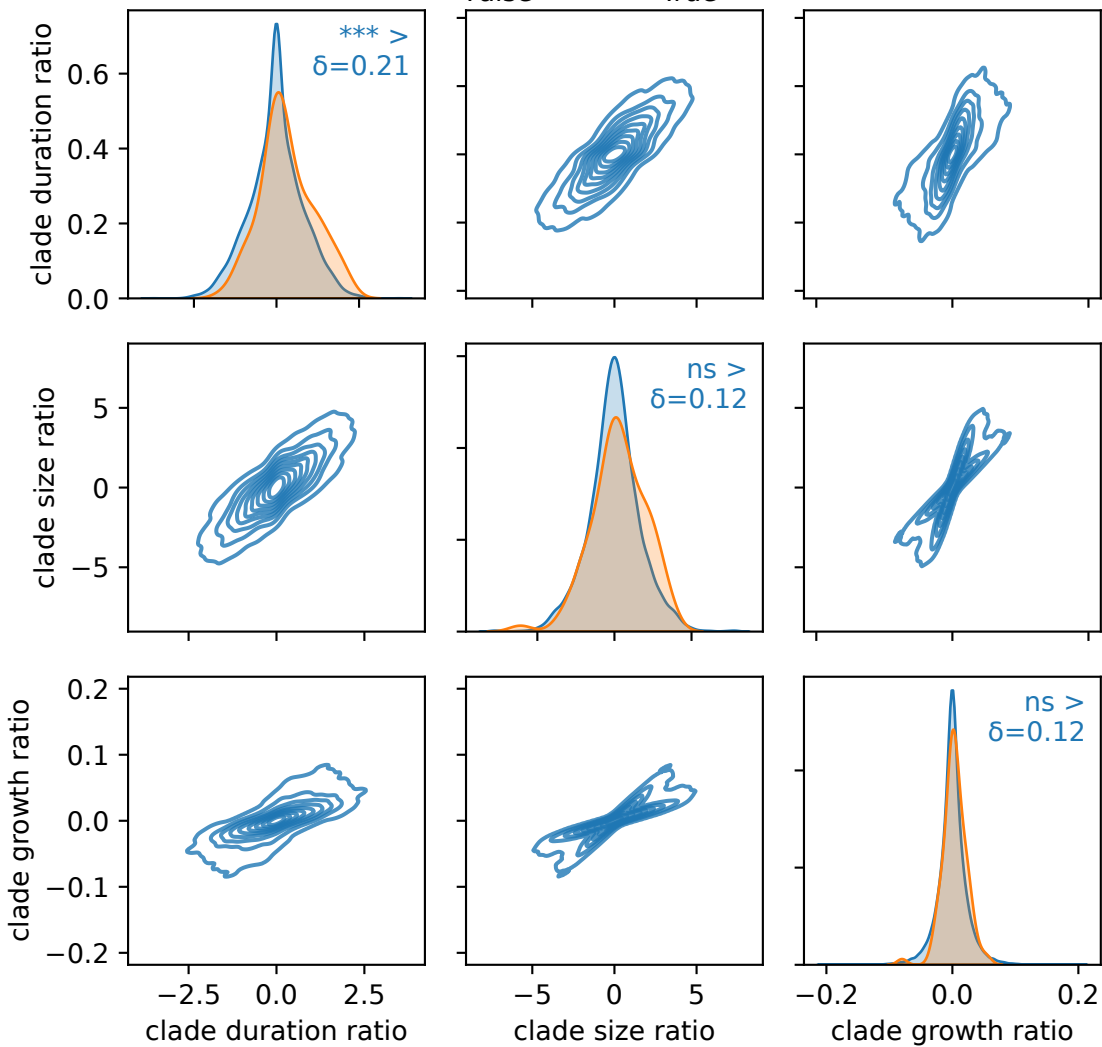 clade duration ratio
0.6
0.4
0.2
0.0
*** >
δ=0.21
clade size ratio
5
0
−5
ns >
δ=0.12
clade growth ratio
0.2
0.1
0.0
−0.1
−0.2
ns >
δ=0.12
−2.5 0.0 2.5
−5 0 5
−0.2 0.0 0.2
clade duration ratio
clade size ratio
clade growth ratio